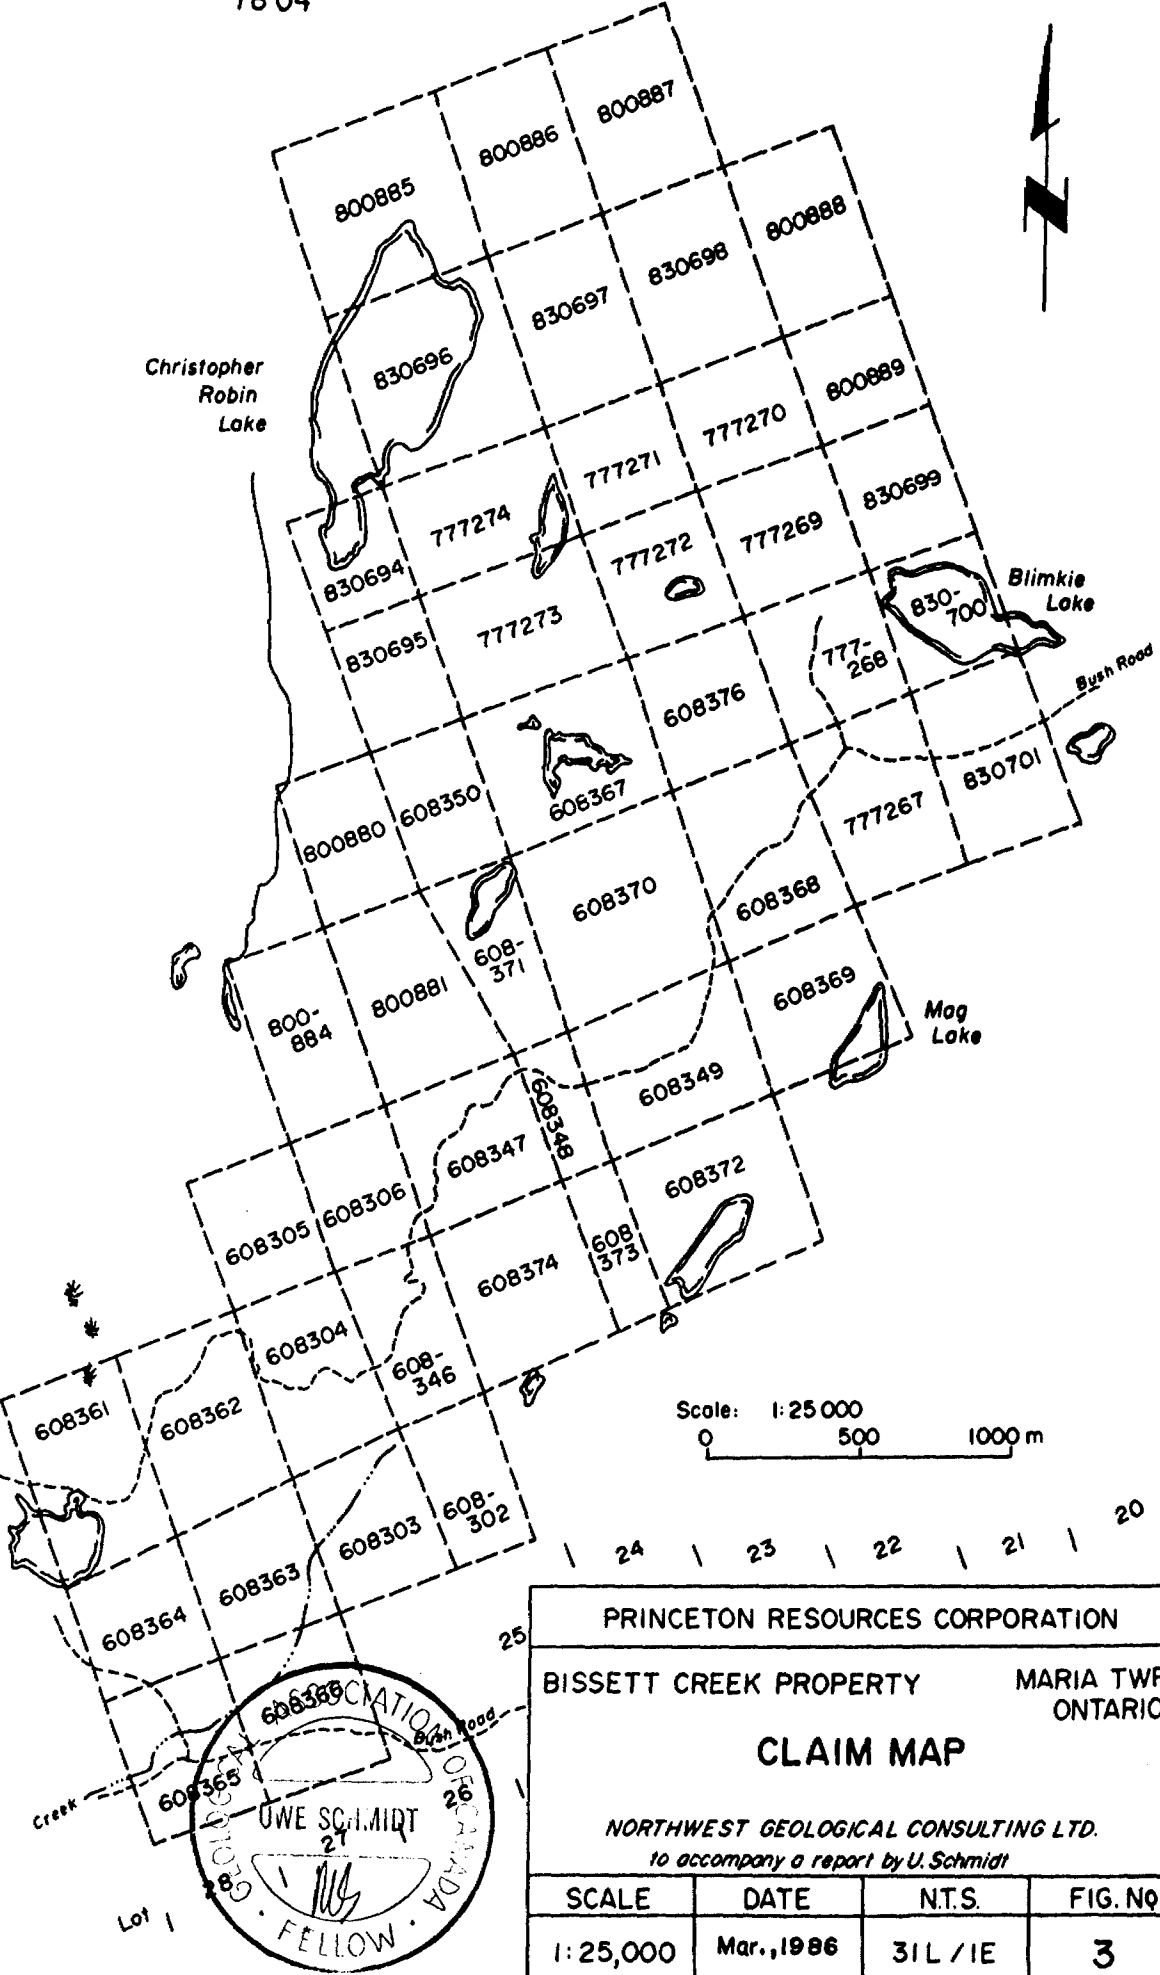 800887
800886
800885
800888
830698
830697
Christopher
Robin
Lake
830696
800889
777270
777271
830699
777274
777269
777272
830694
Blimkie
Lake
830-
700
777273
830695
777-
268
Bush Road
608376
830701
608367
608350
777267
800880
608370
608368
608-
371
608369
800881
800-
884
Mag
Lake
608349
608348
608347
608372
608306
608305
608
373
608374
608304
608-
346
608361
608362
Scale: 1:25 000
0 500 1000 m
608-
302
608303
20
24 23 22 21
608363
608364
25
PRINCETON RESOURCES CORPORATION
BISSETT CREEK PROPERTY
MARIA TWP
ONTARIO
CLAIM MAP
Bush Road
608365
Creek
26
27
28
Lot
GEOLOGICAL ASSOCIATION OF CANADA
UWE SCHMIDT
FELLOW
NORTHWEST GEOLOGICAL CONSULTING LTD.
to accompany a report by U. Schmidt
SCALE DATE N.T.S. FIG. NO
1:25,000 Mar., 1986 31L / 1E 3